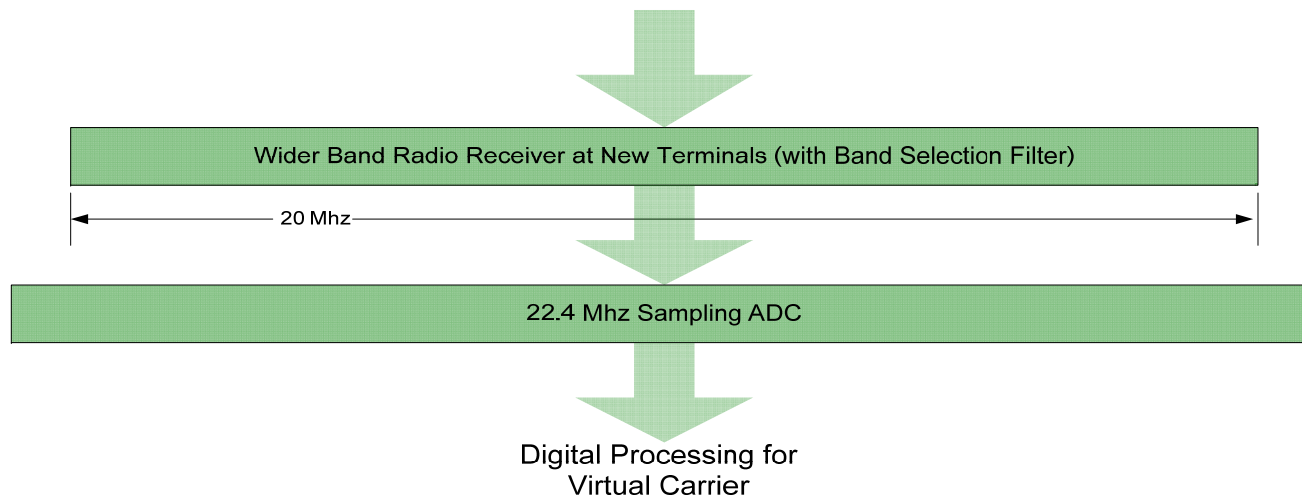 Wider Band Radio Receiver at New Terminals (with Band Selection Filter)
20 Mhz
22.4 Mhz Sampling ADC
Digital Processing for
Virtual Carrier